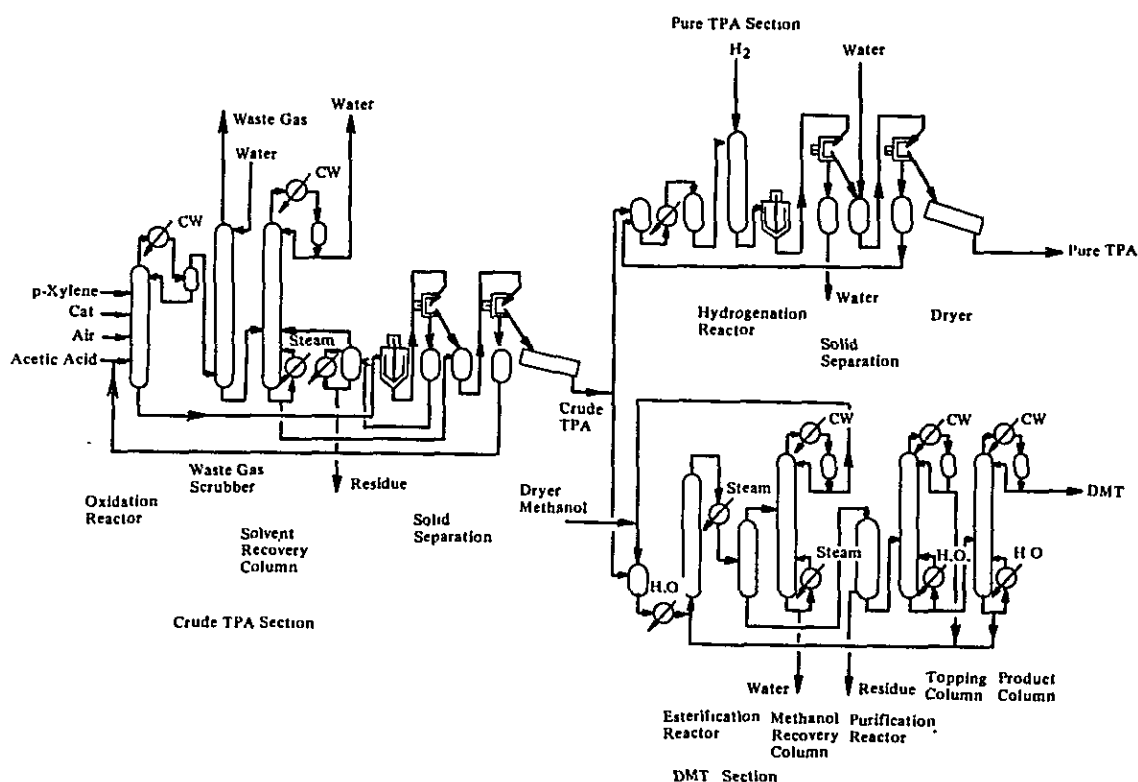 Pure TPA Section
H2
Water
Waste Gas
Water
Water
CW
CW
p-Xylene
Cat
Air
Acetic Acid
Steam
Pure TPA
Water
Hydrogenation
Reactor
Dryer
Solid
Separation
Crude
TPA
Waste Gas
Scrubber
Residue
Oxidation
Reactor
Solvent
Recovery
Column
Solid
Separation
Dryer
Methanol
Crude TPA Section
CW
CW
CW
DMT
Steam
Steam
H.O
H.O.
H O
Water
Residue
Topping
Column
Product
Column
Esterification
Reactor
Methanol
Recovery
Column
Purification
Reactor
DMT Section